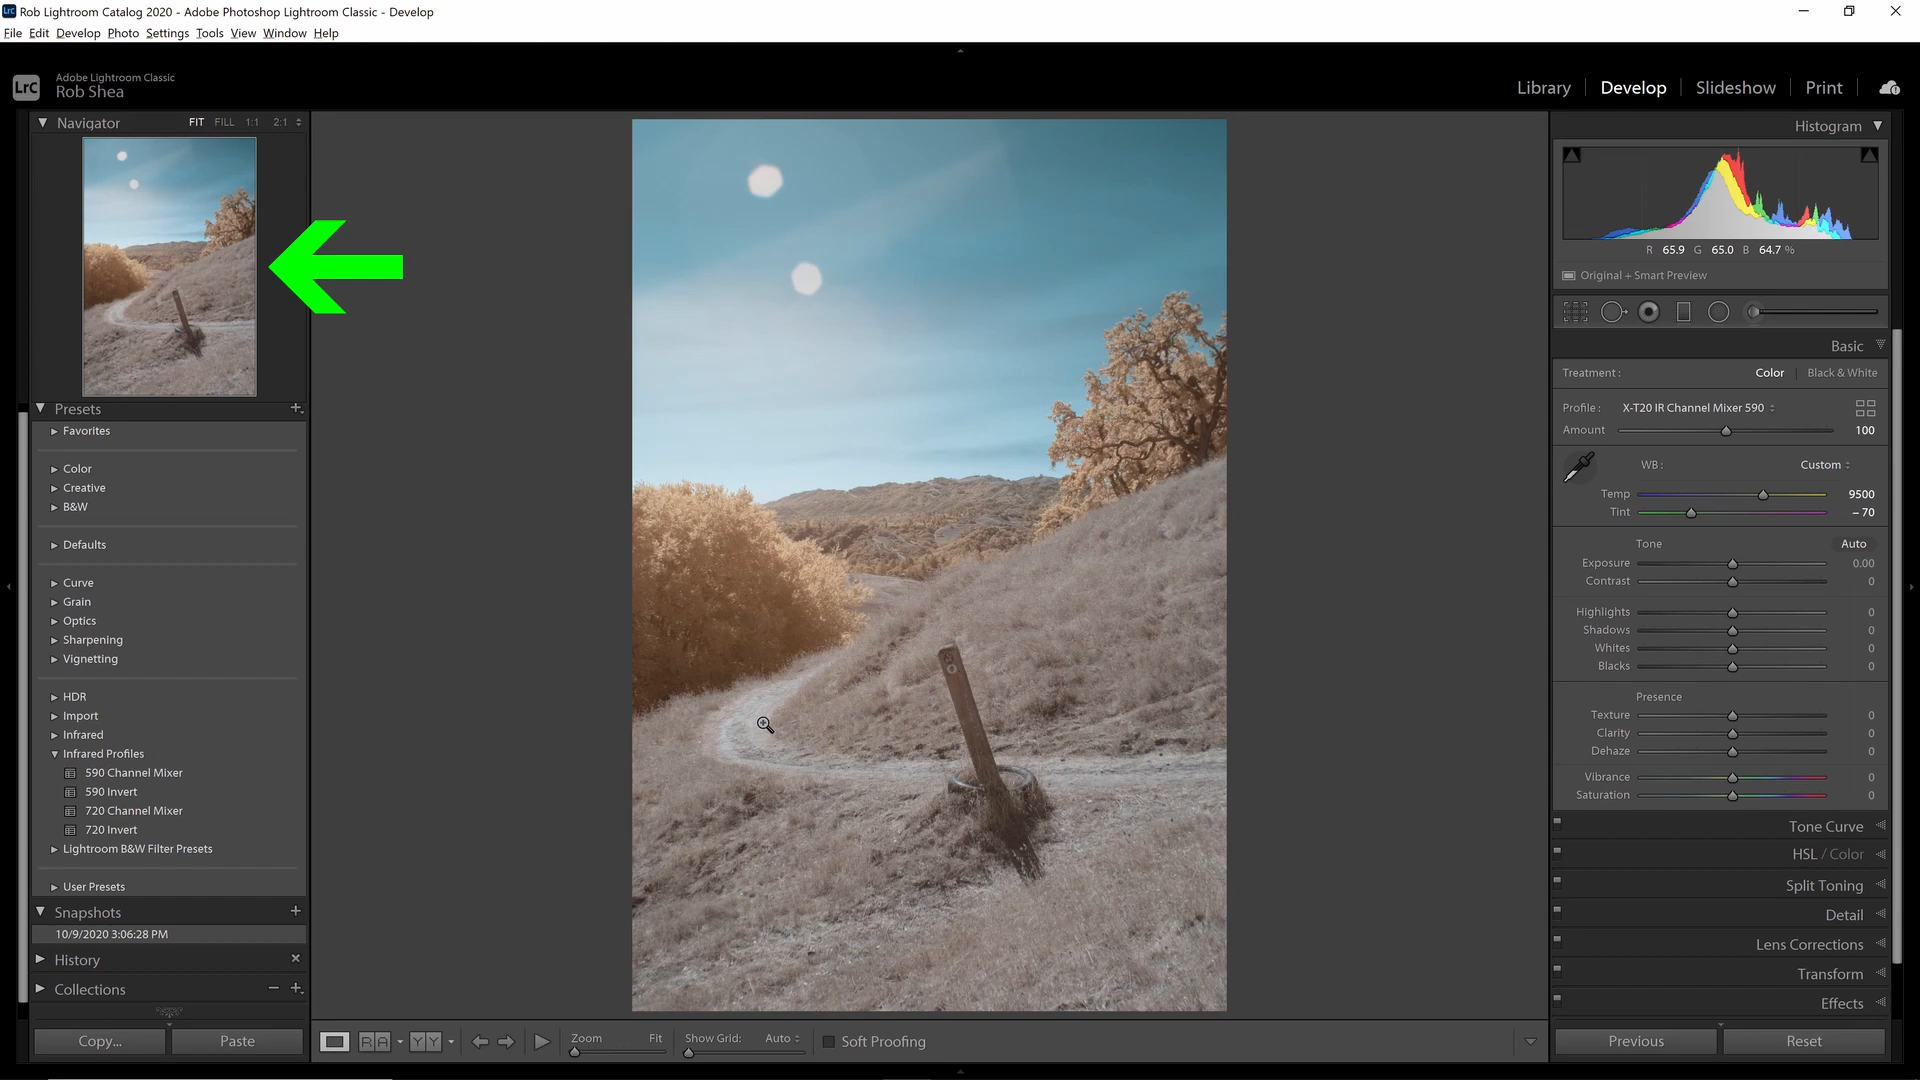 Rob Lightroom Catalog 2020 - Adobe Photoshop Lightroom Classic - Develop
File Edit Develop Photo Settings Tools View Window Help
LrC
Adobe Lightroom Classic
Rob Shea
Library Develop Slideshow Print
Navigator FIT FILL 1:1 2:1
Presets
Favorites
Color
Creative
B&W
Defaults
Curve
Grain
Optics
Sharpening
Vignetting
HDR
Import
Infrared
Infrared Profiles
590 Channel Mixer
590 Invert
720 Channel Mixer
720 Invert
Lightroom B&W Filter Presets
User Presets
Snapshots
10/9/2020 3:06:28 PM
History
Collections
Copy... Paste
RA YY Zoom Fit Show Grid: Auto Soft Proofing
Histogram
R 65.9 G 65.0 B 64.7 %
Original + Smart Preview
Basic
Treatment : Color Black & White
Profile : X-T20 IR Channel Mixer 590
Amount 100
WB : Custom
Temp 9500
Tint – 70
Tone Auto
Exposure 0.00
Contrast 0
Highlights 0
Shadows 0
Whites 0
Blacks 0
Presence
Texture 0
Clarity 0
Dehaze 0
Vibrance 0
Saturation 0
Tone Curve
HSL / Color
Split Toning
Detail
Lens Corrections
Transform
Effects
Previous Reset